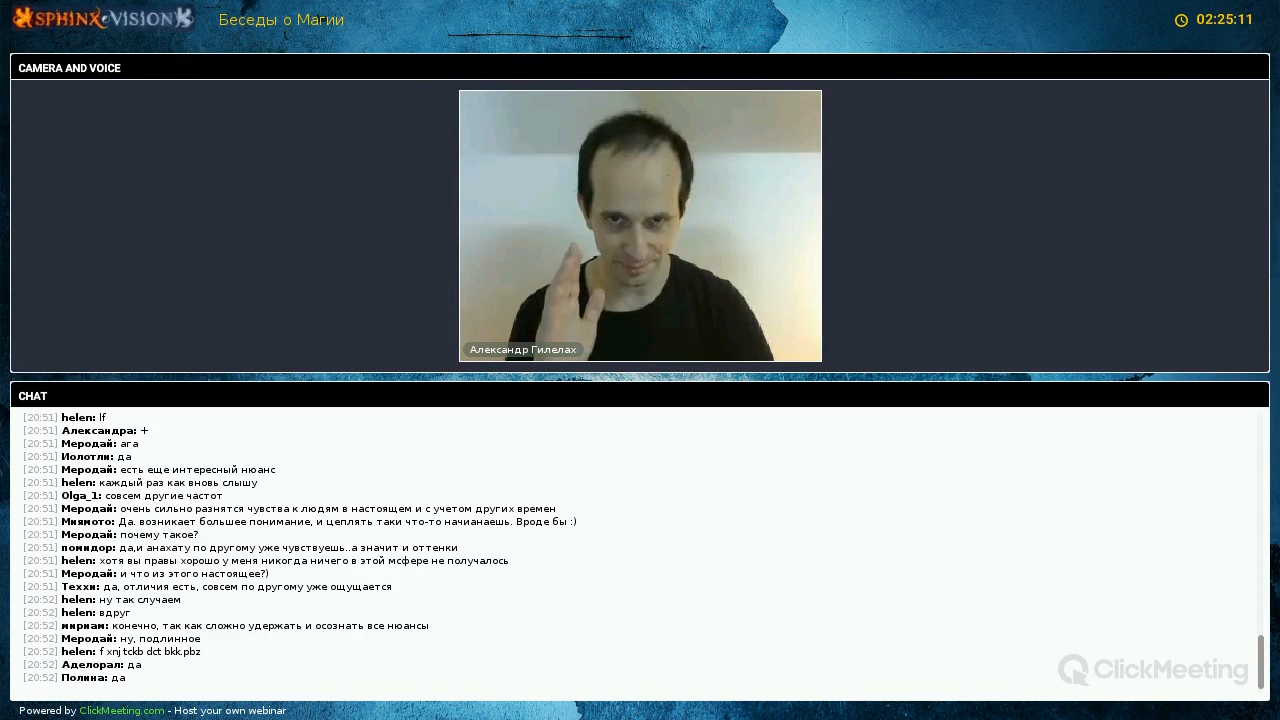 SPHINX VISION
Беседы о Магии
02:25:11
CAMERA AND VOICE
Александр Гилелах
CHAT
[20:51] helen: lf
[20:51] Александра: +
[20:51] Меродай: ага
[20:51] Иолотли: да
[20:51] Меродай: есть еще интересный нюанс
[20:51] helen: каждый раз как вновь слышу
[20:51] Olga_1: совсем другие частот
[20:51] Меродай: очень сильно разнятся чувства к людям в настоящем и с учетом других времен
[20:51] Миямото: Да. возникает большее понимание, и цеплять таки что-то начианаешь. Вроде бы :)
[20:51] Меродай: почему такое?
[20:51] помидор: да,и анахату по другому уже чувствуешь..а значит и оттенки
[20:51] helen: хотя вы правы хорошо у меня никогда ничего в этой мсфере не получалось
[20:51] Меродай: и что из этого настоящее?)
[20:51] Теххи: да, отличия есть, совсем по другому уже ощущается
[20:52] helen: ну так случаем
[20:52] helen: вдруг
[20:52] мириам: конечно, так как сложно удержать и осознать все нюансы
[20:52] Меродай: ну, подлинное
[20:52] helen: f xnj tckb dct bkk.pbz
[20:52] Аделорал: да
[20:52] Полина: да
ClickMeeting
Powered by ClickMeeting.com - Host your own webinar